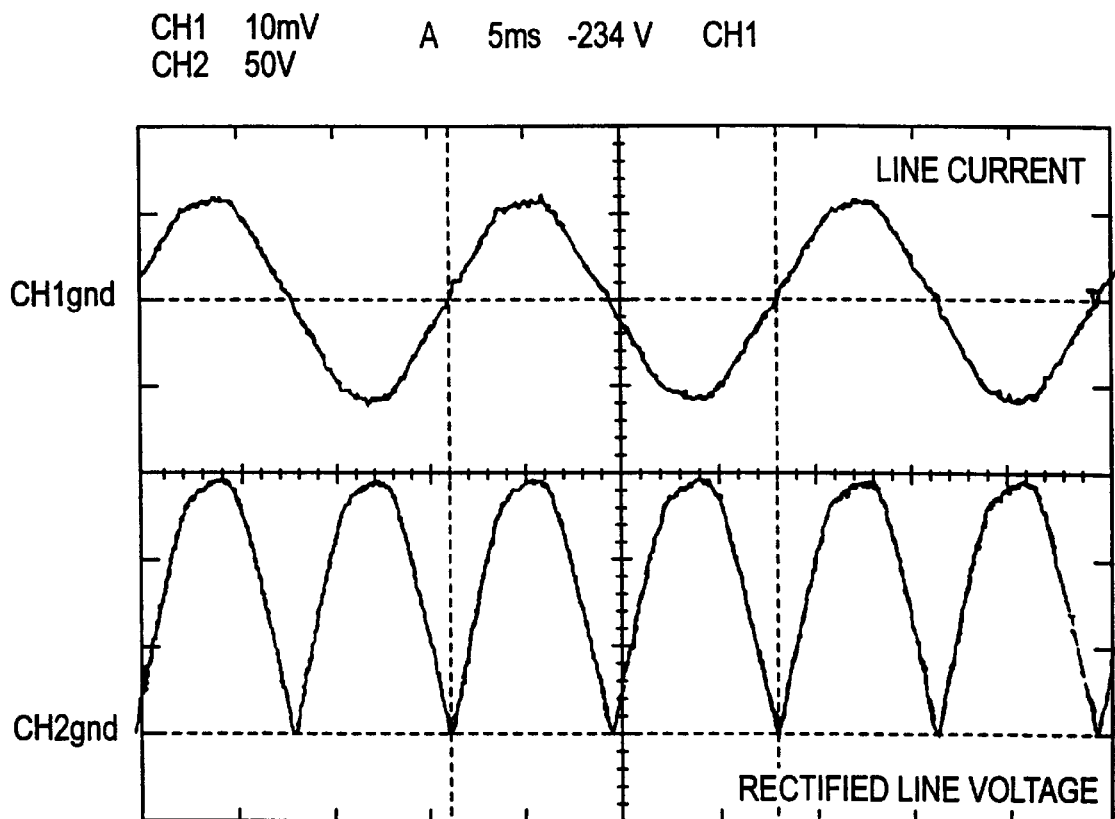 CH1 10mV A 5ms -234 V CH1
CH2 50V
LINE CURRENT
CH1gnd
CH2gnd
RECTIFIED LINE VOLTAGE